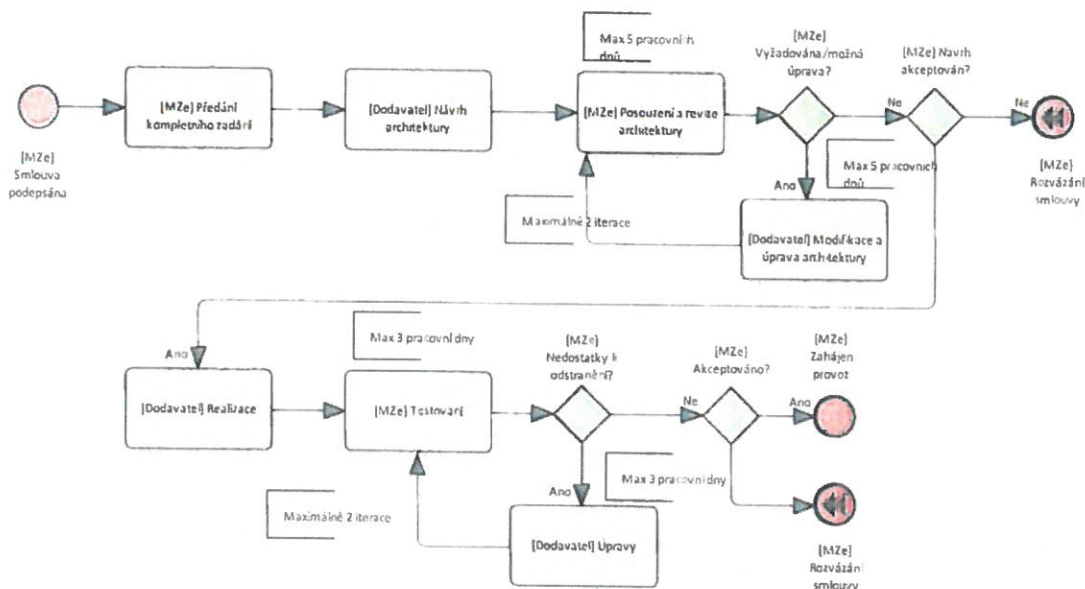 Max 5 pracovních
dnů
[MZe]
Vyžadována/možná
úprava?
[MZe] Navrh
akceptován?
[MZe] Předání
kompletního zadání
[Dodavatel] Návrh
architektury
[MZe] Posouzení a revize
architektury
Ne
Ne
[MZe]
Smlouva
podepsána
[MZe]
Rozvázání
smlouvy
Max 5 pracovních
dnů
Ano
Maximálně 2 iterace
[Dodavatel] Modifikace a
úprava architektury
Ano
Max 3 pracovní dny
[MZe]
Nedostatky k
odstranění?
[MZe]
Akceptováno?
[MZe]
Zahájen
provoz
[Dodavatel] Realizace
[MZe] Testování
Ne
Ano
Ano
Max 3 pracovní dny
Maximálně 2 iterace
[Dodavatel] Úpravy
[MZe]
Rozvázání
smlouvy